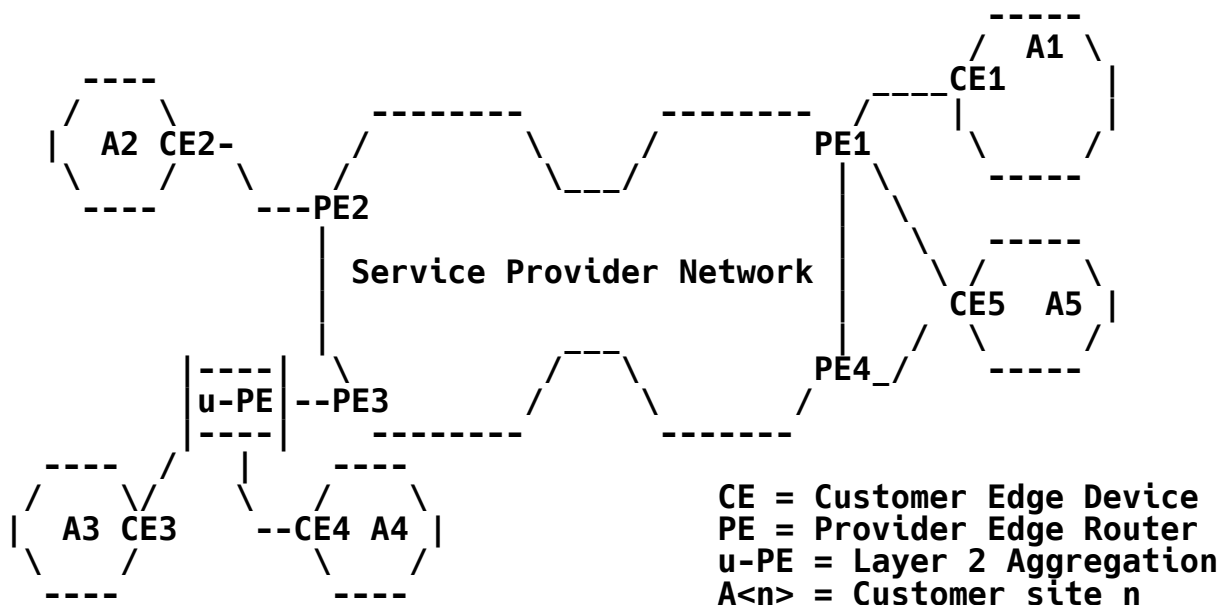 A1
CE1
A2 CE2
PE1
PE2
Service Provider Network
CE5 A5
PE4
u-PE PE3
A3 CE3 CE4 A4
CE = Customer Edge Device
PE = Provider Edge Router
u-PE = Layer 2 Aggregation
A<n> = Customer site n